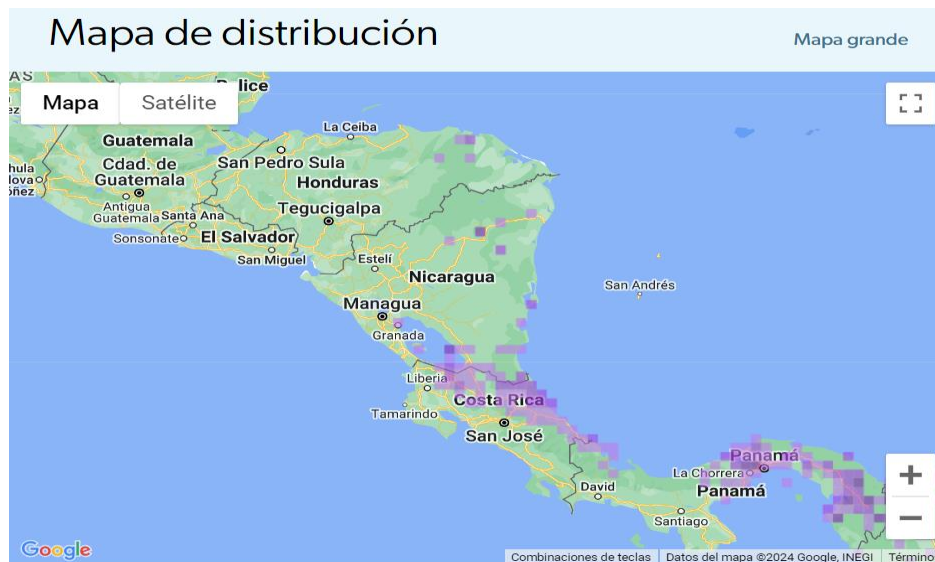 Mapa de distribución
Mapa grande
Mapa
Satélite
lice
La Ceiba
Guatemala
San Pedro Sula
Cdad. de
Guatemala
Honduras
Antigua
Guatemala
Santa Ana
Tegucigalpa
Sonsonate
El Salvador
San Miguel
Estelí
Nicaragua
San Andrés
Managua
Granada
Liberia
Costa Rica
Tamarindo
San José
Panamá
La Chorrera
David
Panamá
Santiago
Google
Combinaciones de teclas
Datos del mapa ©2024 Google, INEGI
Término